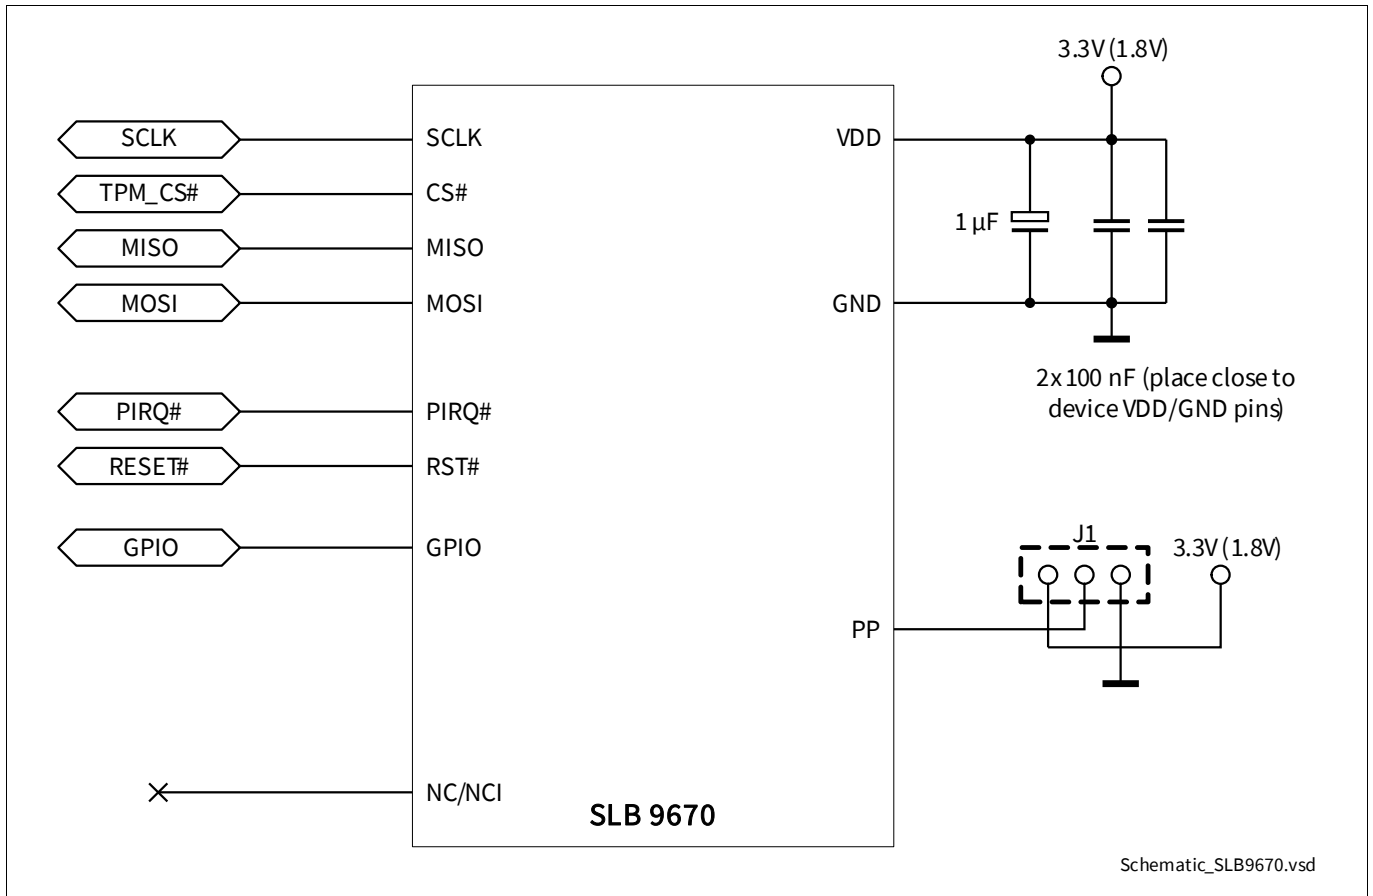 3.3V (1.8V)
SCLK
SCLK
VDD
TPM_CS#
CS#
1 µF
MISO
MISO
MOSI
MOSI
GND
2x 100 nF (place close to
device VDD/GND pins)
PIRQ#
PIRQ#
RESET#
RST#
J1
GPIO
GPIO
3.3V (1.8V)
PP
NC/NCI
SLB 9670
Schematic_SLB9670.vsd